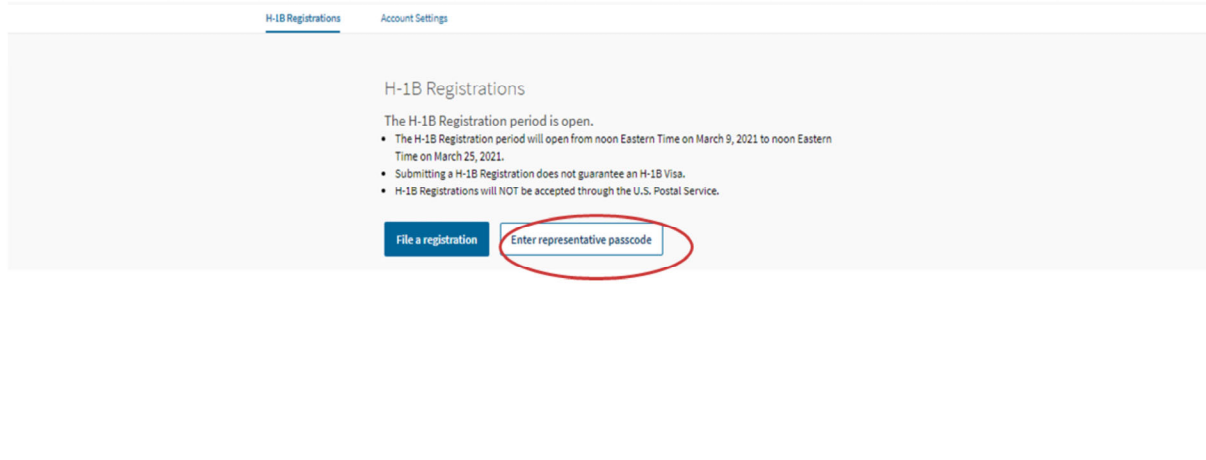 H-1B Registrations Account Settings
H-1B Registrations
The H-1B Registration period is open.
• The H-1B Registration period will open from noon Eastern Time on March 9, 2021 to noon Eastern
Time on March 25, 2021.
• Submitting a H-1B Registration does not guarantee an H-1B Visa.
• H-1B Registrations will NOT be accepted through the U.S. Postal Service.
File a registration Enter representative passcode